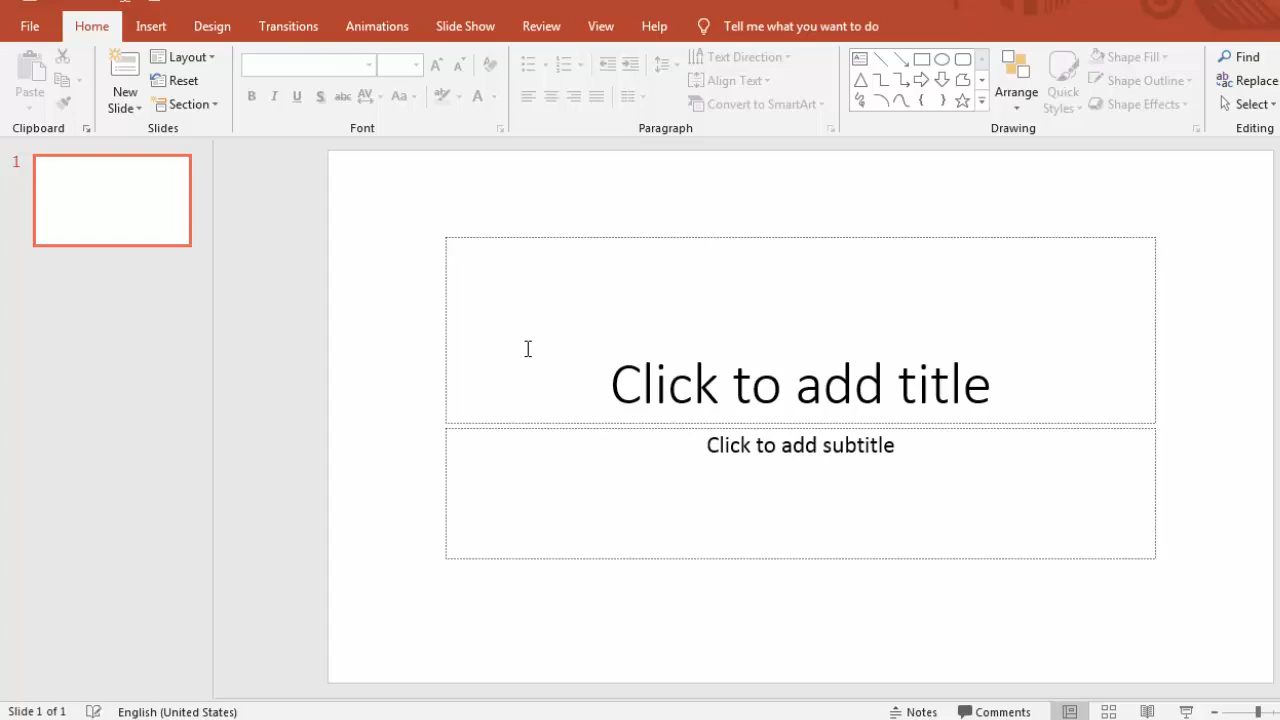 File Home Insert Design Transitions Animations Slide Show Review View Help Tell me what you want to do
Paste
New Slide
Layout
Reset
Section
B I U S abc AV Aa A
Text Direction
Align Text
Convert to SmartArt
Arrange
Quick Styles
Shape Fill
Shape Outline
Shape Effects
Find
Replace
Select
Clipboard Slides Font Paragraph Drawing Editing
1
Click to add title
Click to add subtitle
Slide 1 of 1 English (United States) Notes Comments